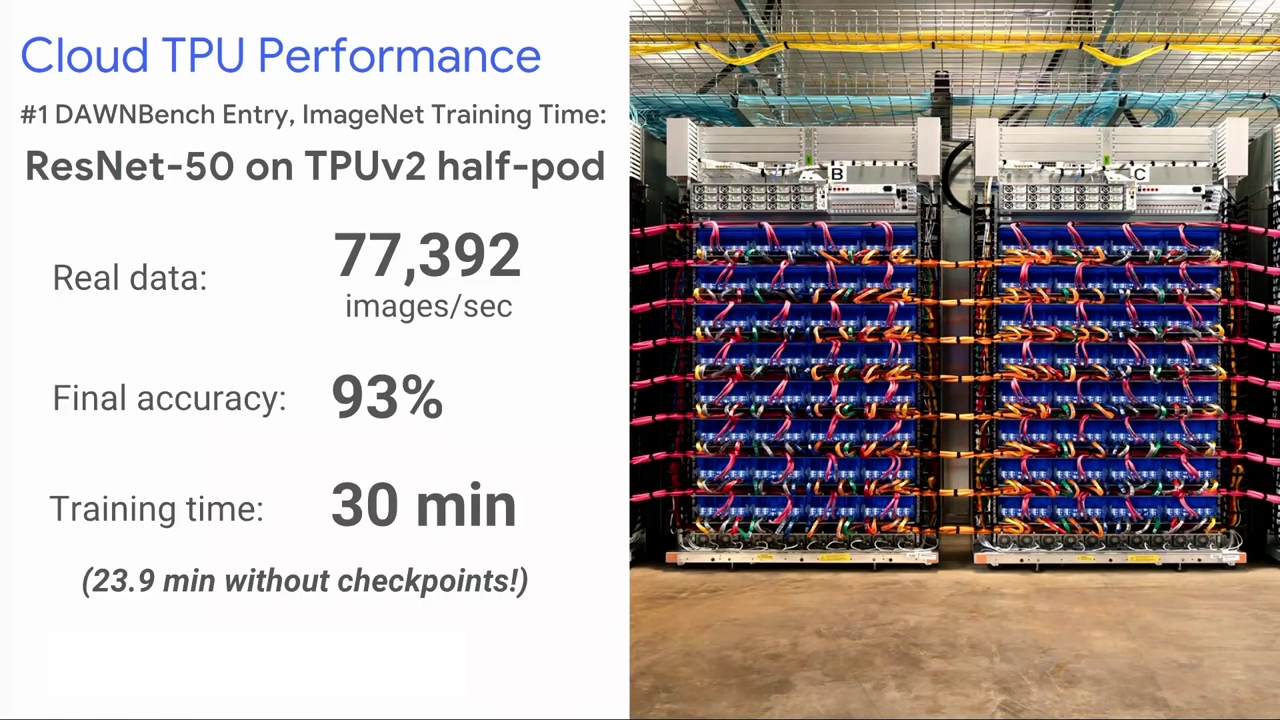 Cloud TPU Performance
#1 DAWNBench Entry, ImageNet Training Time:
ResNet-50 on TPUv2 half-pod
Real data:
77,392
images/sec
Final accuracy:
93%
Training time:
30 min
(23.9 min without checkpoints!)
B
C